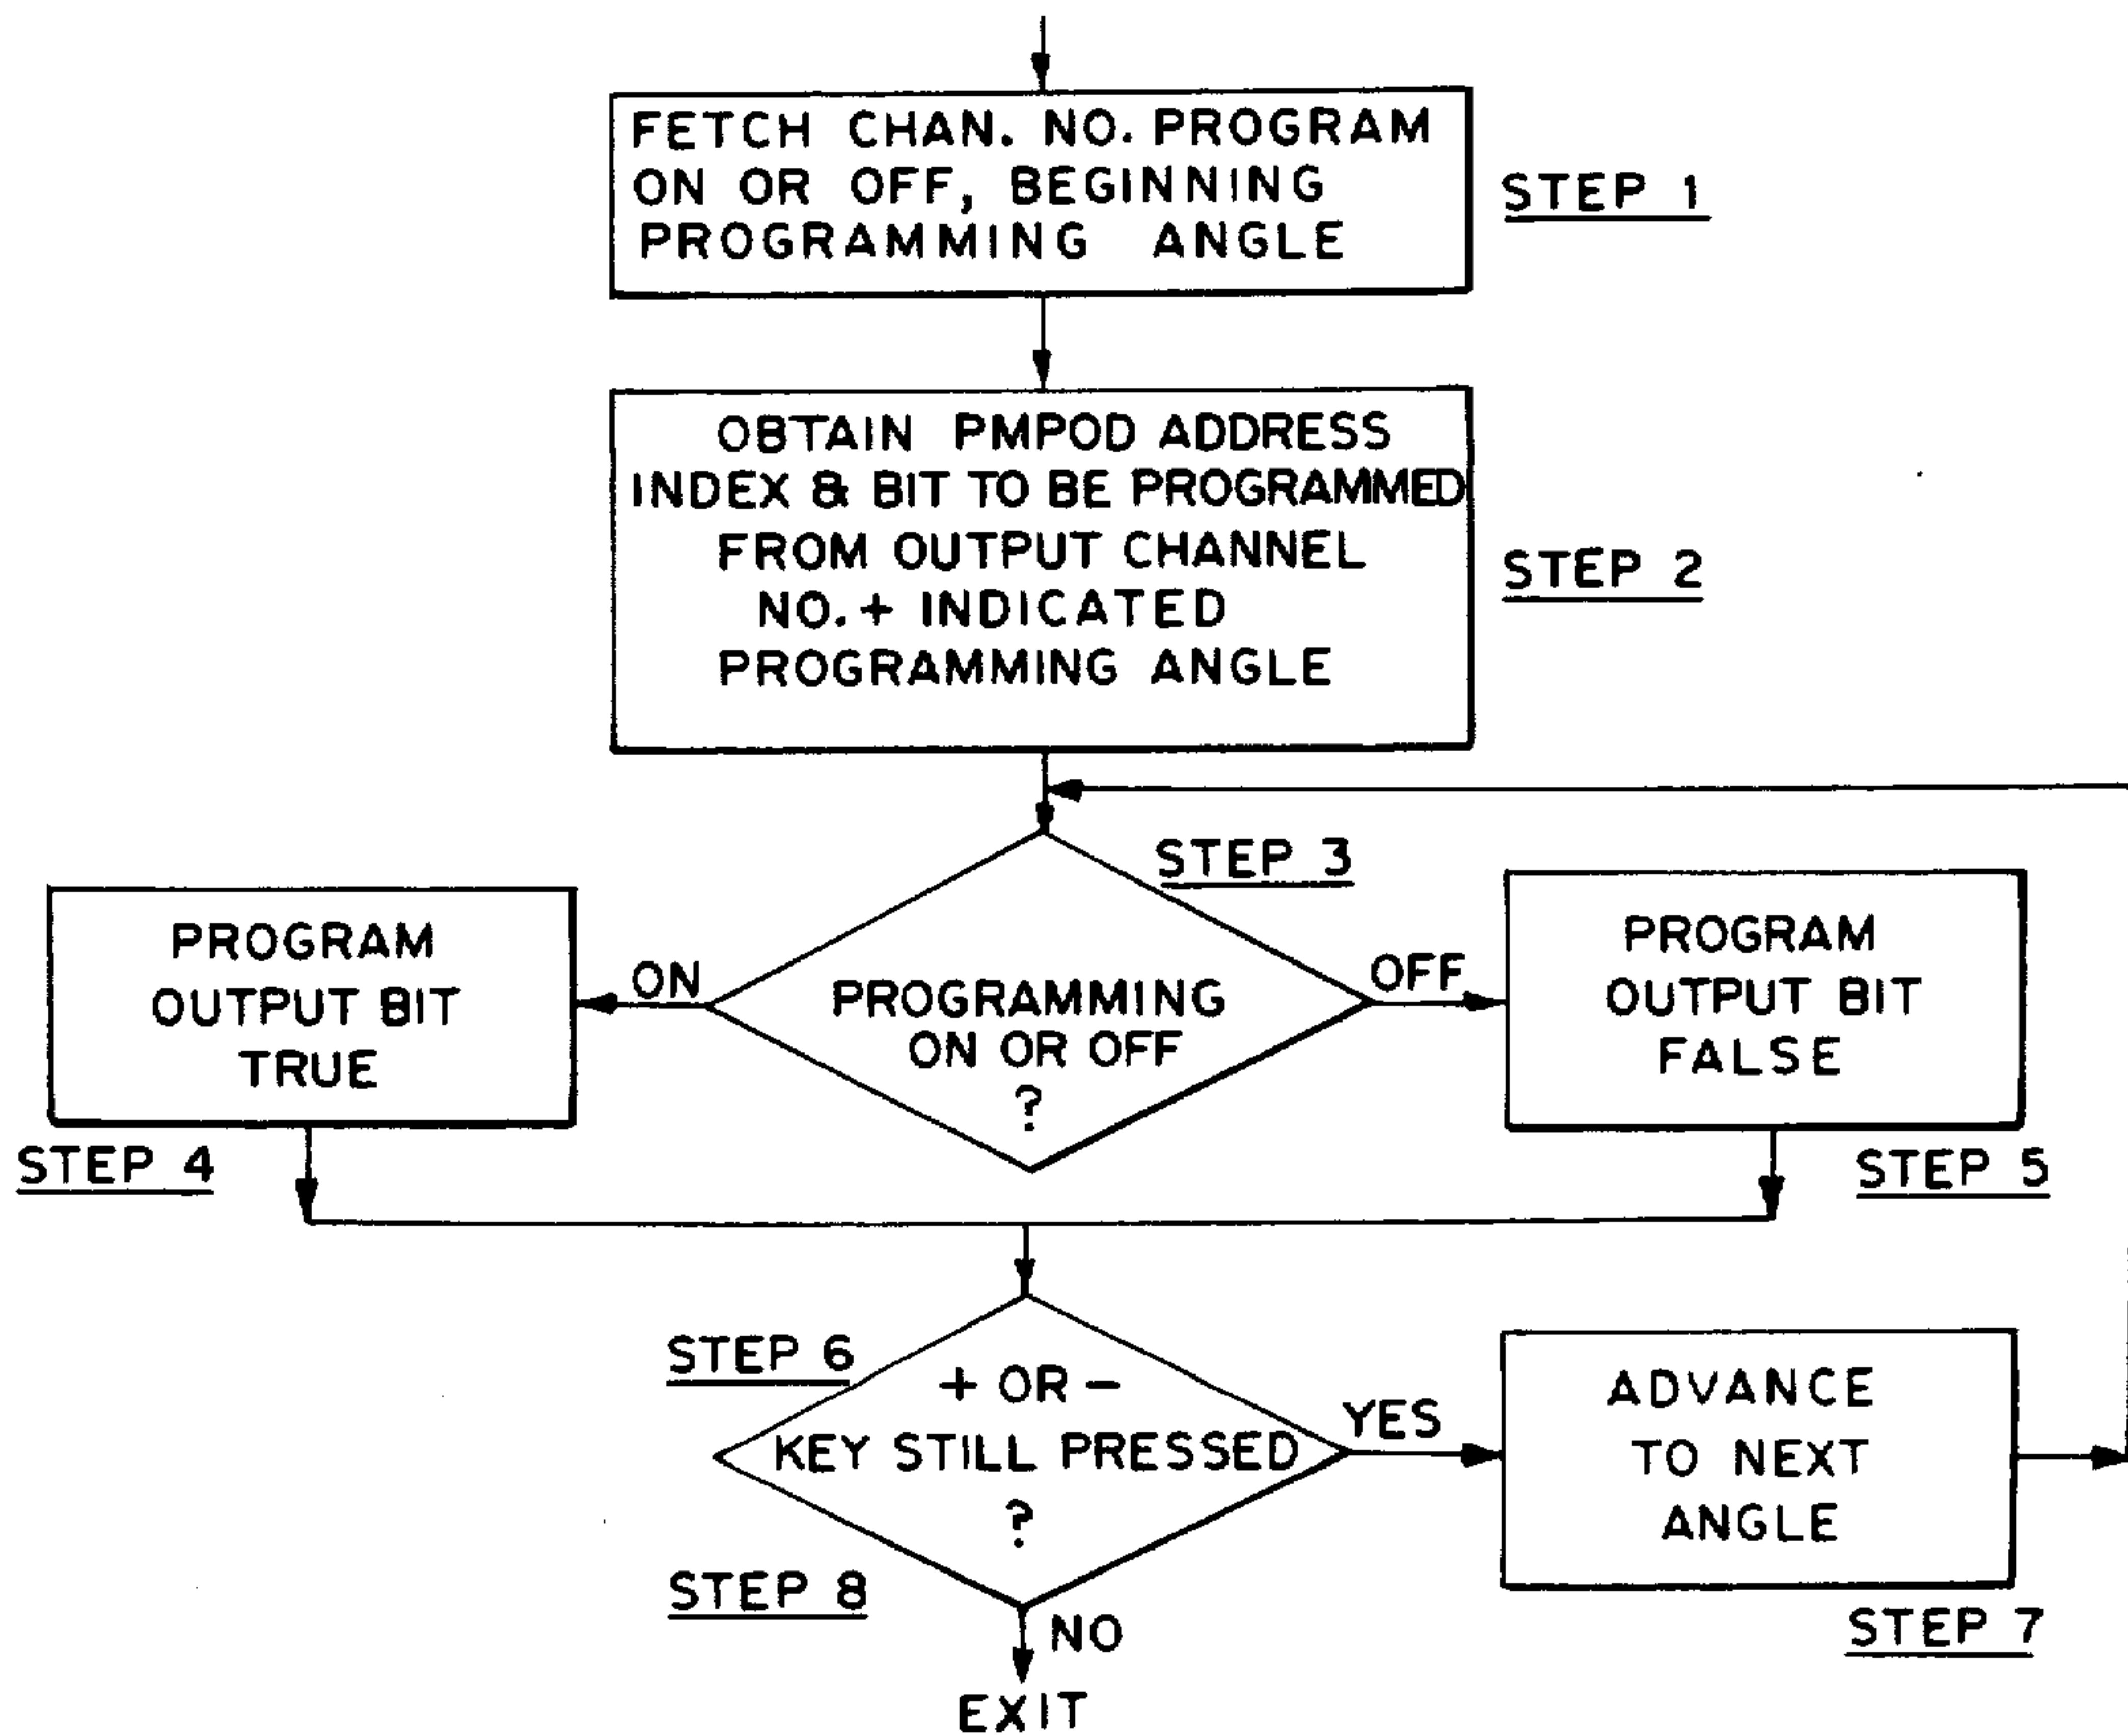 FETCH CHAN. NO. PROGRAM
ON OR OFF, BEGINNING
PROGRAMMING ANGLE
STEP 1
OBTAIN PMPOD ADDRESS
INDEX & BIT TO BE PROGRAMMED
FROM OUTPUT CHANNEL
NO. + INDICATED
PROGRAMMING ANGLE
STEP 2
STEP 3
PROGRAMMING
ON OR OFF
?
ON
OFF
PROGRAM
OUTPUT BIT
TRUE
STEP 4
PROGRAM
OUTPUT BIT
FALSE
STEP 5
STEP 6
+ OR -
KEY STILL PRESSED
?
YES
ADVANCE
TO NEXT
ANGLE
STEP 7
STEP 8
NO
EXIT